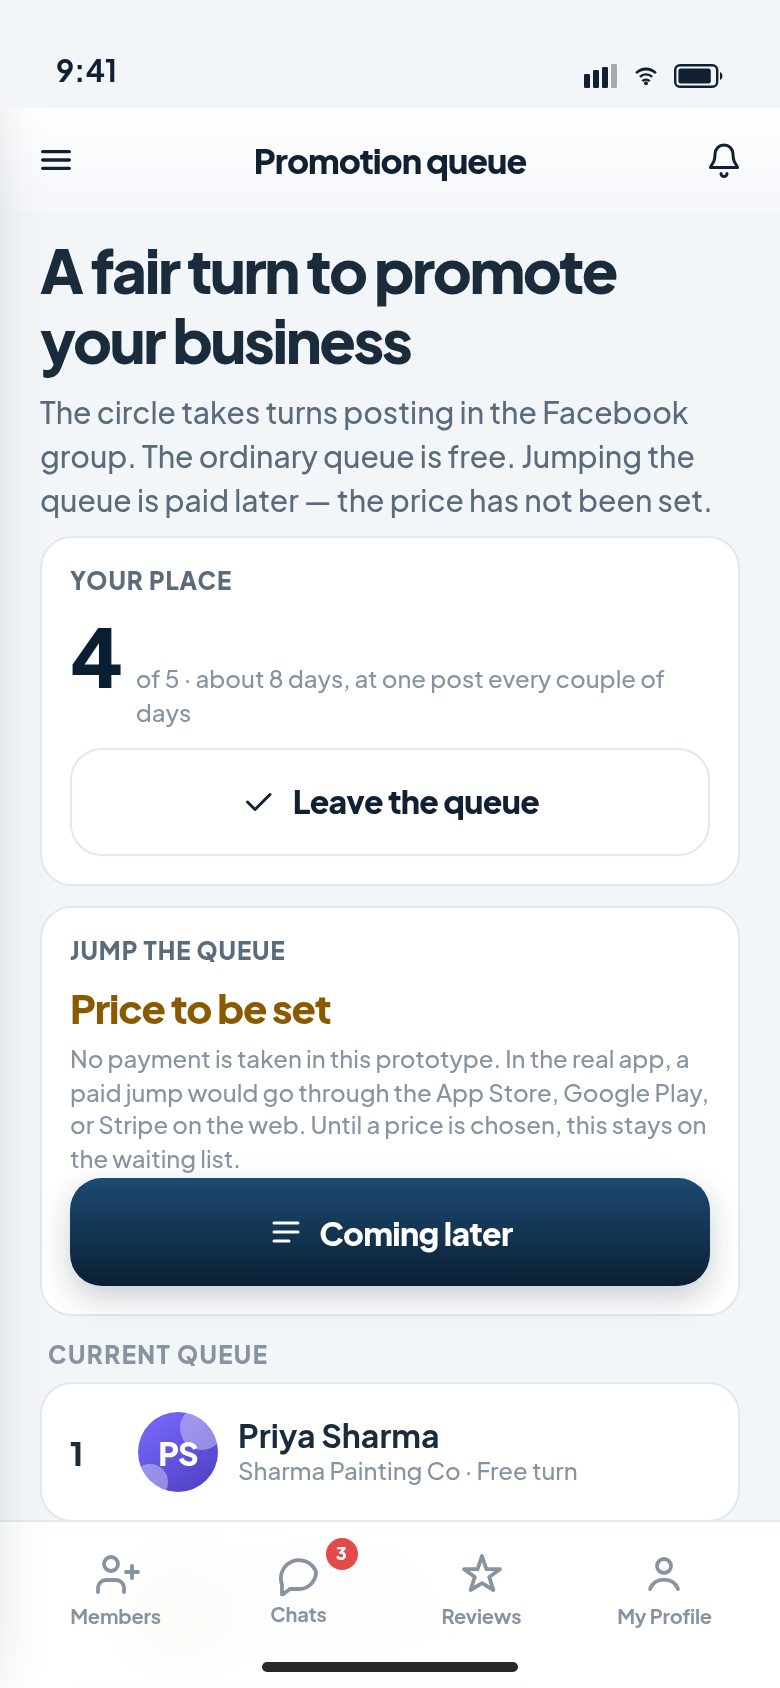 9:41
Promotion queue
A fair turn to promote
your business
The circle takes turns posting in the Facebook
group. The ordinary queue is free. Jumping the
queue is paid later — the price has not been set.
YOUR PLACE
4 of 5 · about 8 days, at one post every couple of
days
Leave the queue
JUMP THE QUEUE
Price to be set
No payment is taken in this prototype. In the real app, a
paid jump would go through the App Store, Google Play,
or Stripe on the web. Until a price is chosen, this stays on
the waiting list.
Coming later
CURRENT QUEUE
1 PS Priya Sharma
Sharma Painting Co · Free turn
3
Members Chats Reviews My Profile